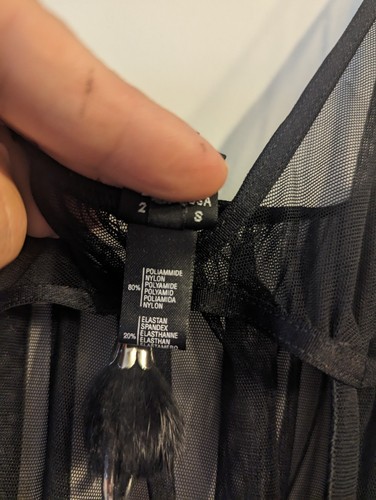 2 S
80%
POLIAMMIDE
NYLON
POLYAMIDE
POLYAMID
POLIAMIDA
NYLON
20%
ELASTAN
SPANDEX
ELASTHANNE
ELASTHAN